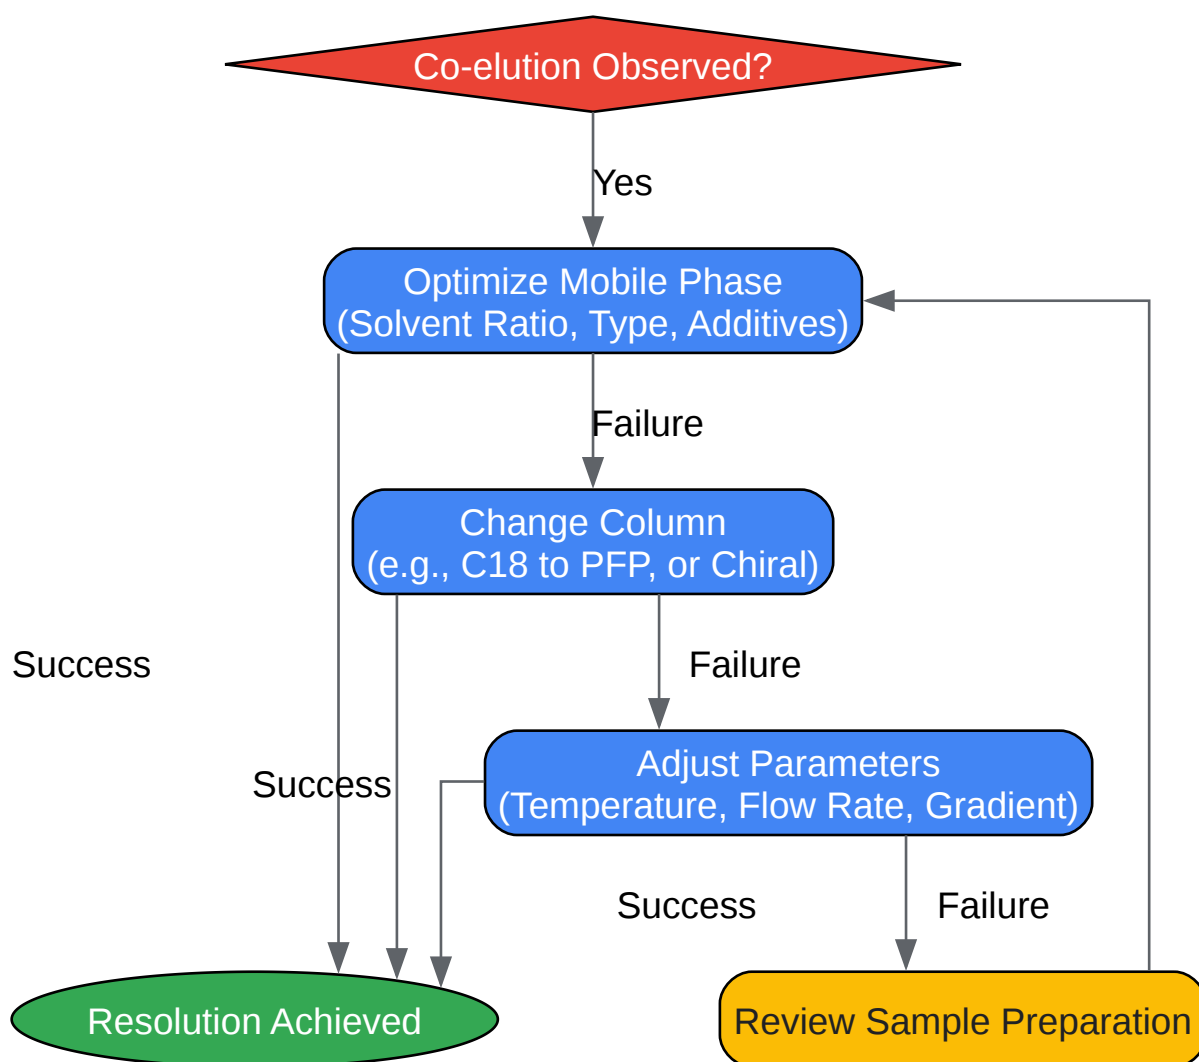 Co-elution Observed?
Yes
Optimize Mobile Phase
(Solvent Ratio, Type, Additives)
Failure
Change Column
(e.g., C18 to PFP, or Chiral)
Success
Failure
Adjust Parameters
Success
(Temperature, Flow Rate, Gradient)
Success
Failure
Resolution Achieved
Review Sample Preparation